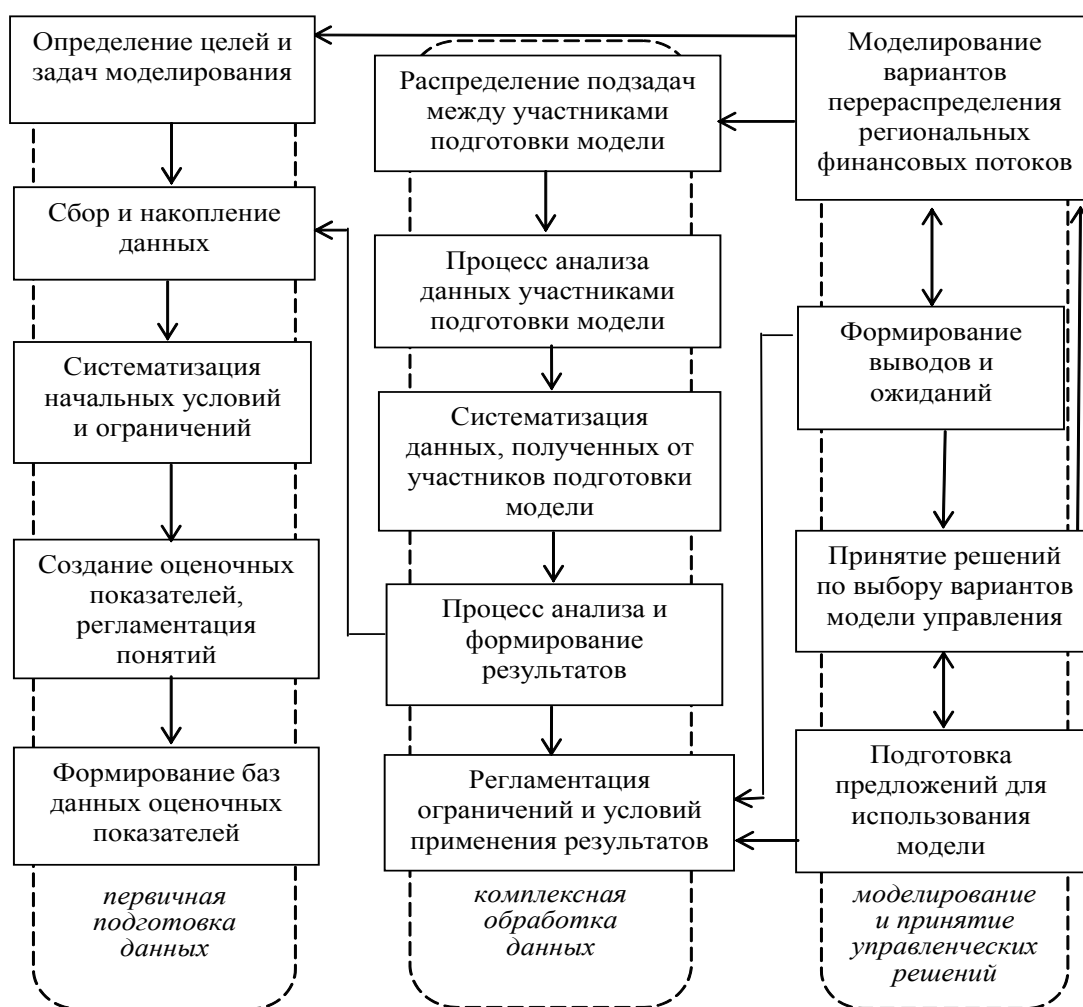 Определение целей и
задач моделирования
Сбор и накопление
данных
Систематизация
начальных условий
и ограничений
Создание оценочных
показателей,
регламентация
понятий
Формирование баз
данных оценочных
показателей
первичная
подготовка
данных
Распределение подзадач
между участниками
подготовки модели
Процесс анализа
данных участниками
подготовки модели
Систематизация
данных, полученных от
участников подготовки
модели
Процесс анализа и
формирование
результатов
Регламентация
ограничений и условий
применения результатов
комплексная
обработка
данных
Моделирование
вариантов
перераспределения
региональных
финансовых потоков
Формирование
выводов и
ожиданий
Принятие решений
по выбору вариантов
модели управления
Подготовка
предложений для
использования
модели
моделирование
и принятие
управленческих
решений